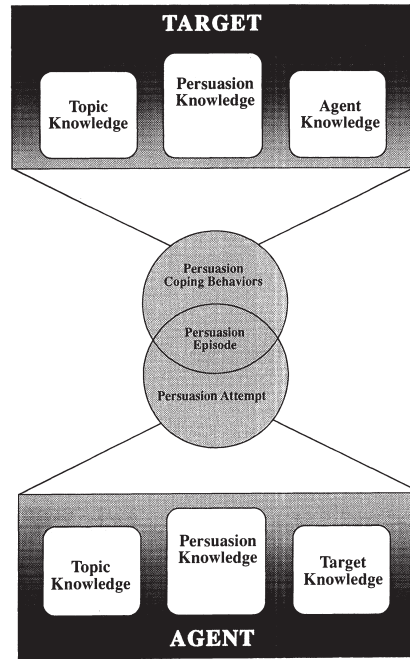 TARGET
Topic
Knowledge
Persuasion
Knowledge
Agent
Knowledge
Persuasion
Coping Behaviors
Persuasion
Episode
Persuasion Attempt
Topic
Knowledge
Persuasion
Knowledge
Target
Knowledge
AGENT